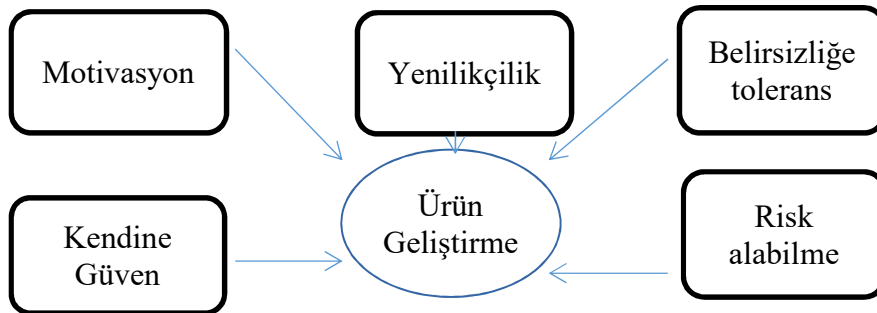 Motivasyon
Yenilikçilik
Belirsizliğe
tolerans
Ürün
Geliştirme
Kendine
Güven
Risk
alabilme